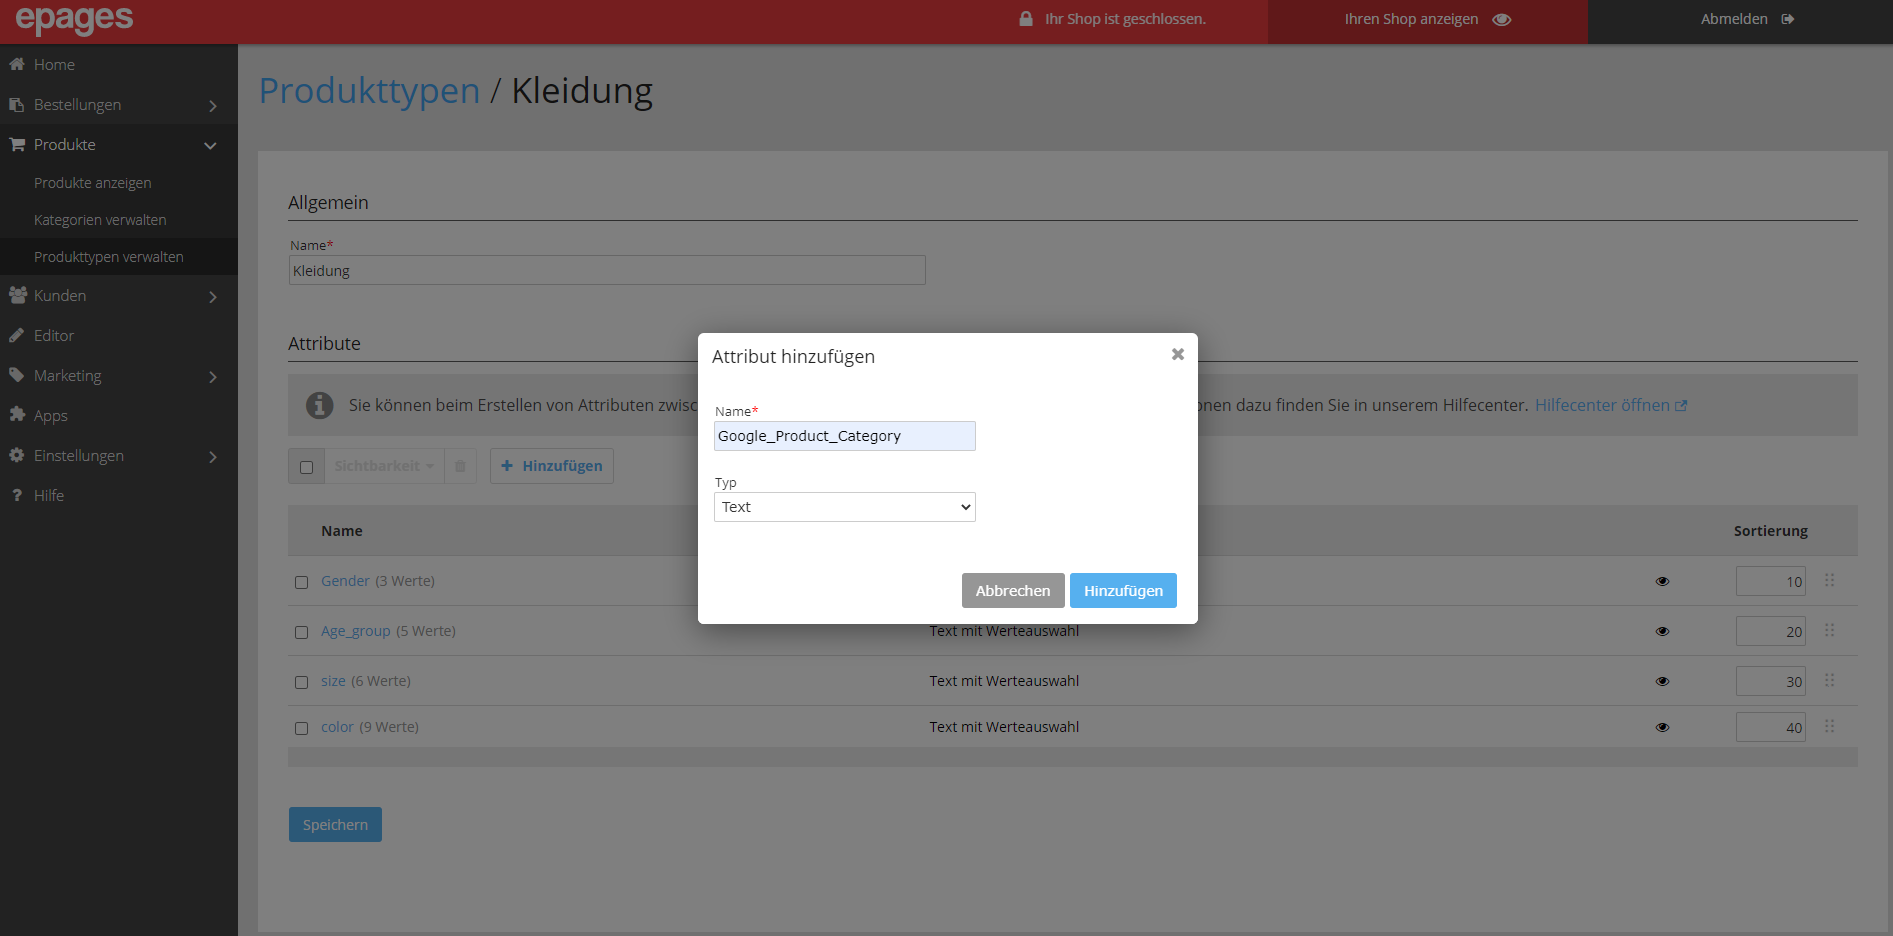 epages
Ihr Shop ist geschlossen.
Ihren Shop anzeigen
Abmelden
Home
Bestellungen
Produkte
Produkte anzeigen
Kategorien verwalten
Produkttypen verwalten
Kunden
Editor
Marketing
Apps
Einstellungen
? Hilfe
Produkttypen / Kleidung
Allgemein
Name*
Kleidung
Attribute
Sie können beim Erstellen von Attributen zwisc
onen dazu finden Sie in unserem Hilfecenter. Hilfecenter öffnen
Sichtbarkeit
+ Hinzufügen
Name
Sortierung
Gender (3 Werte)
10
Age_group (5 Werte)
Text mit Werteauswahl
20
size (6 Werte)
Text mit Werteauswahl
30
color (9 Werte)
Text mit Werteauswahl
40
Speichern
Attribut hinzufügen
Name*
Google_Product_Category
Typ
Text
Abbrechen
Hinzufügen